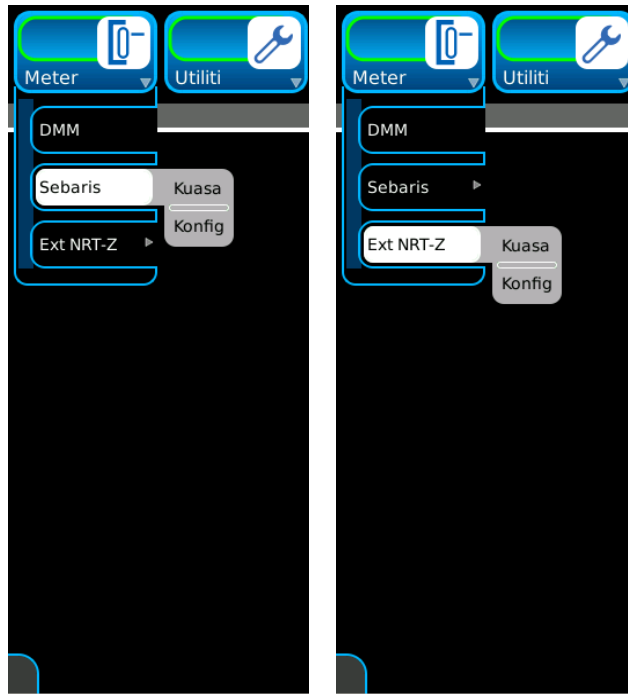 Meter
Utiliti
DMM
Sebaris
Kuasa
Konfig
Ext NRT-Z
Meter
Utiliti
DMM
Sebaris
Ext NRT-Z
Kuasa
Konfig